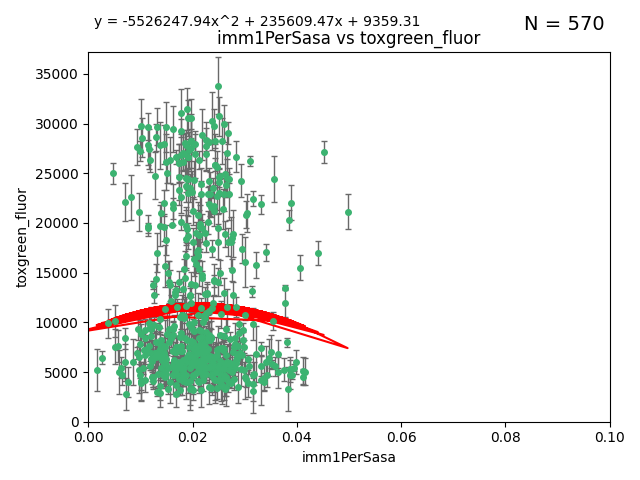 y = -5526247.94x^2 + 235609.47x + 9359.31
N = 570
imm1PerSasa vs toxgreen_fluor
35000
30000
25000
20000
15000
10000
5000
0
toxgreen_fluor
0.00 0.02 0.04 0.06 0.08 0.10
imm1PerSasa